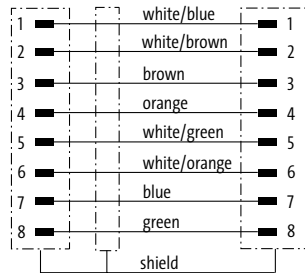 1 white/blue 1
2 white/brown 2
3 brown 3
4 orange 4
5 white/green 5
6 white/orange 6
7 blue 7
8 green 8
shield